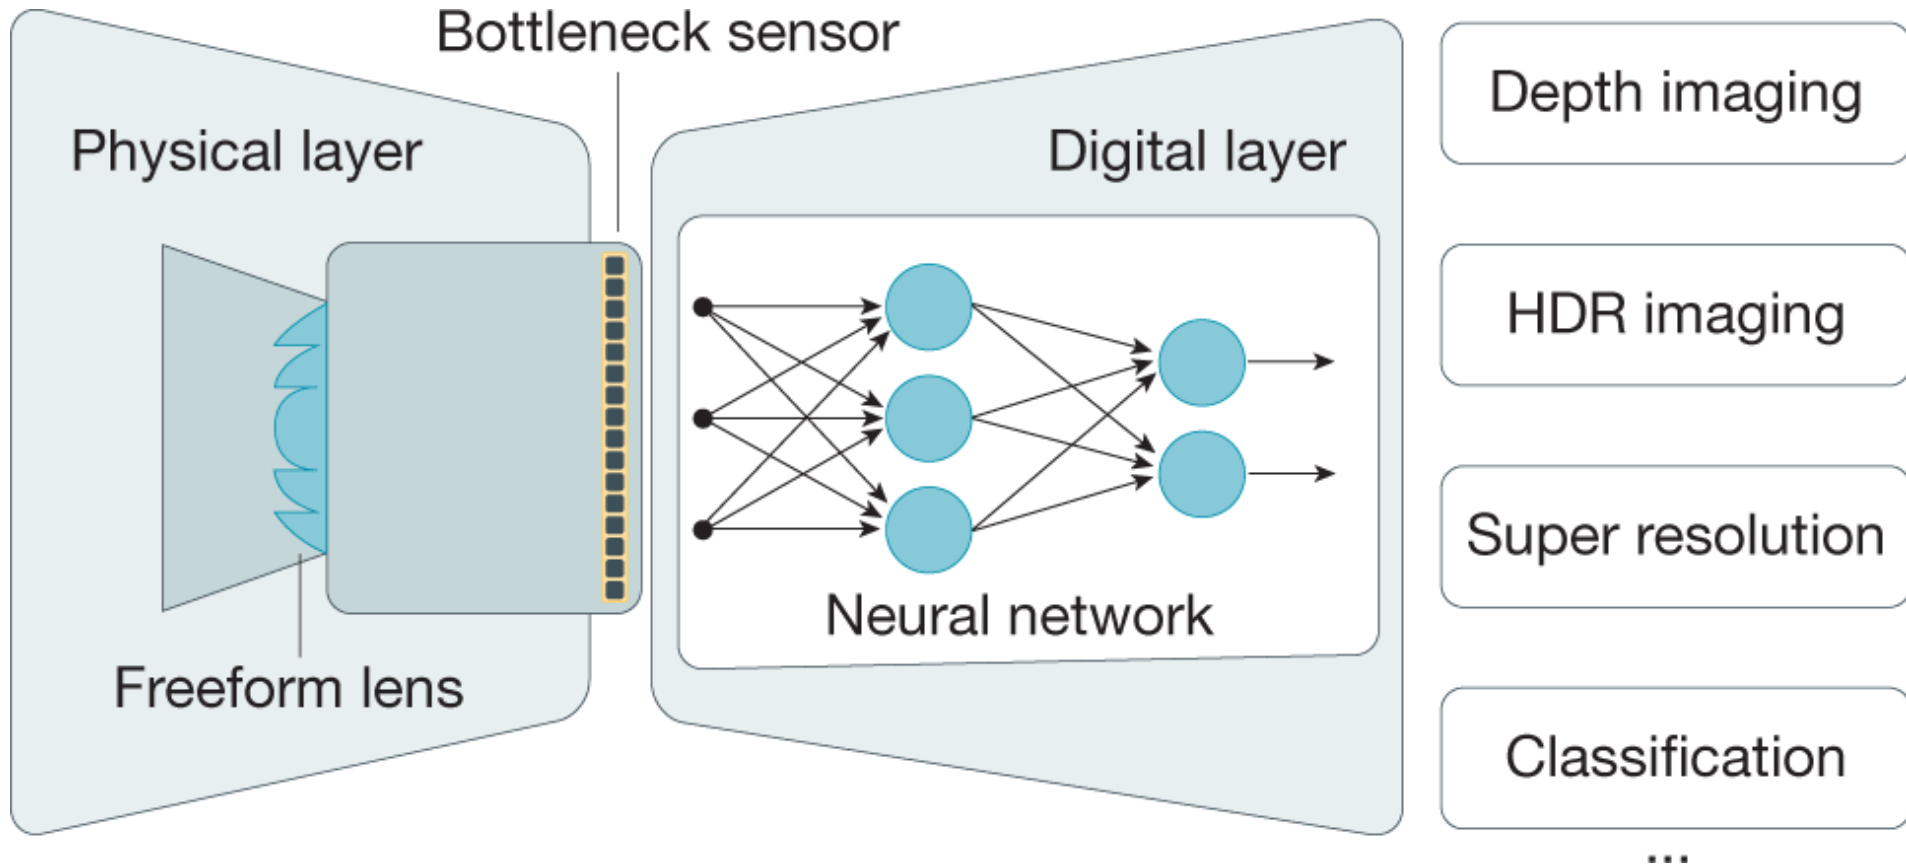 Bottleneck sensor
Physical layer
Freeform lens
Digital layer
Neural network
Depth imaging
HDR imaging
Super resolution
Classification
...